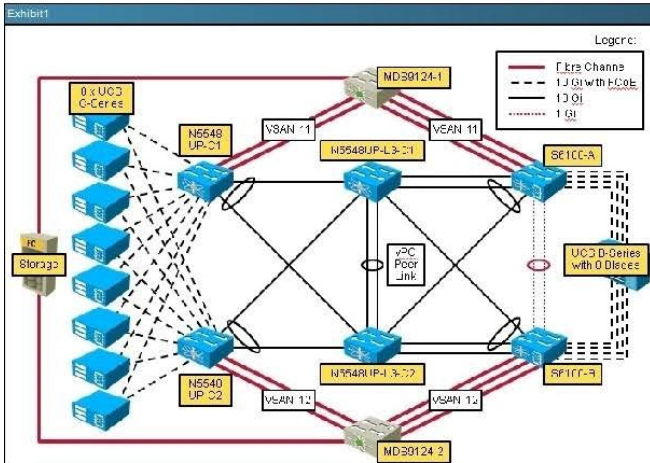 Exhibit1
Legend:
Fibre Channel
10 Gi with FCoE
10 Gi
1 Gi
MDS9124-1
8 x UCS
C-Series
VSAN 11
VSAN 11
N5548
UP-C1
N5548UP-L3-C1
S6100-A
FC
Storage
vPC
Peer
Link
UCS B-Series
with 8 Blades
N5548
UP-C2
N5548UP-L3-C2
S6100-B
VSAN 12
VSAN 12
MDS9124-2